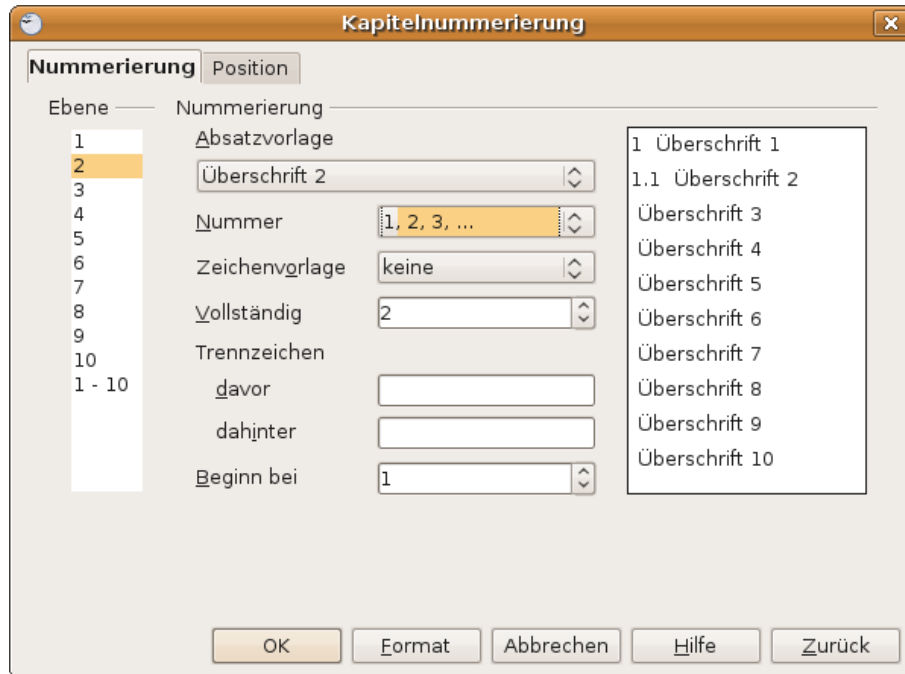 Kapitelnummerierung
Nummerierung Position
Ebene
1
2
3
4
5
6
7
8
9
10
1 - 10
Nummerierung
Absatzvorlage
Überschrift 2
Nummer 1, 2, 3, ...
Zeichenvorlage keine
Vollständig 2
Trennzeichen
davor
dahinter
Beginn bei 1
1 Überschrift 1
1.1 Überschrift 2
Überschrift 3
Überschrift 4
Überschrift 5
Überschrift 6
Überschrift 7
Überschrift 8
Überschrift 9
Überschrift 10
OK Format Abbrechen Hilfe Zurück